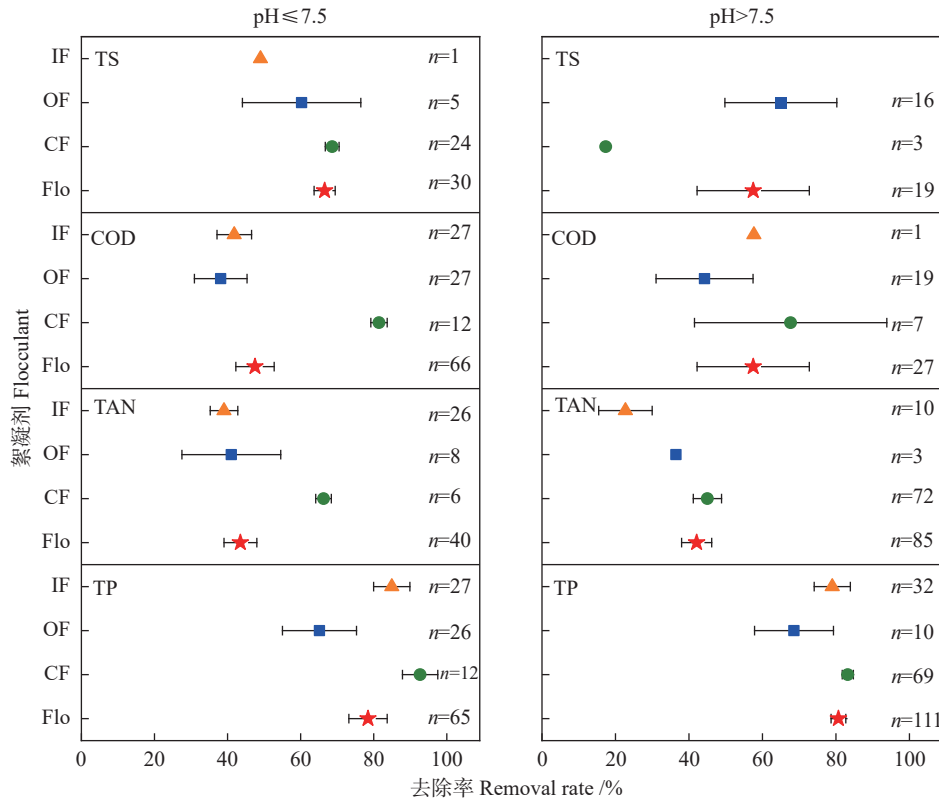 pH≤7.5 pH>7.5
IF TS n=1 TS
OF n=5 n=16
CF n=24 n=3
Flo n=30 n=19
IF COD n=27 COD n=1
OF n=27 n=19
CF n=12 n=7
Flo n=66 n=27
IF TAN n=26 TAN n=10
OF n=8 n=3
CF n=6 n=72
Flo n=40 n=85
IF TP n=27 TP n=32
OF n=26 n=10
CF n=12 n=69
Flo n=65 n=111
0 20 40 60 80 100 0 20 40 60 80 100
去除率 Removal rate /%
絮凝剂 Flocculant